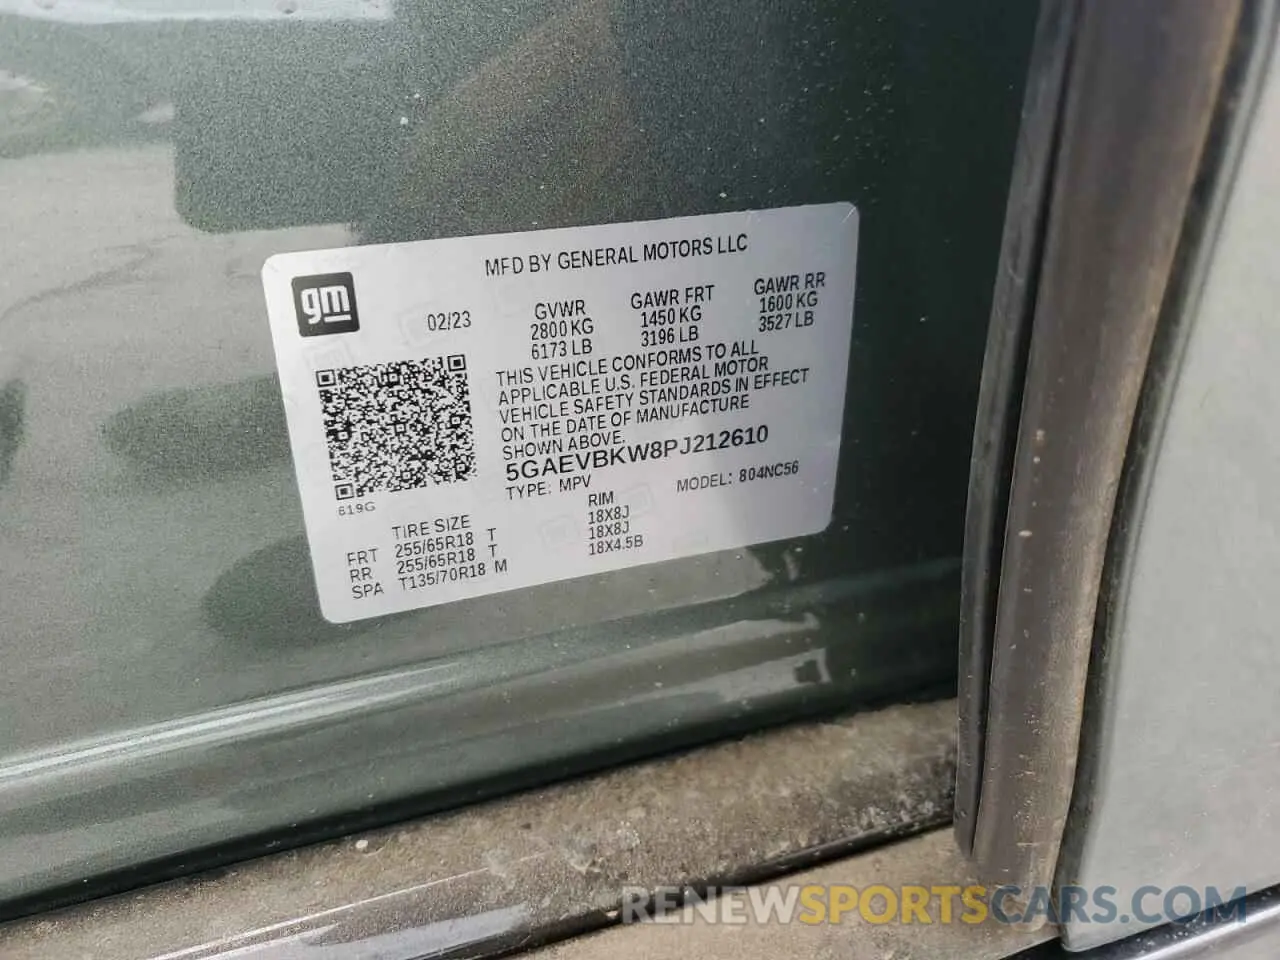 MFD BY GENERAL MOTORS LLC
gm
02/23
GVWR
2800 KG
6173 LB
GAWR FRT
1450 KG
3196 LB
GAWR RR
1600 KG
3527 LB
THIS VEHICLE CONFORMS TO ALL
APPLICABLE U.S. FEDERAL MOTOR
VEHICLE SAFETY STANDARDS IN EFFECT
ON THE DATE OF MANUFACTURE
SHOWN ABOVE.
5GAEVBKW8PJ212610
TYPE: MPV
MODEL: 804NC56
619G
TIRE SIZE RIM
FRT 255/65R18 T 18X8J
RR 255/65R18 T 18X8J
SPA T135/70R18 M 18X4.5B
RENEWSPORTSCARS.COM